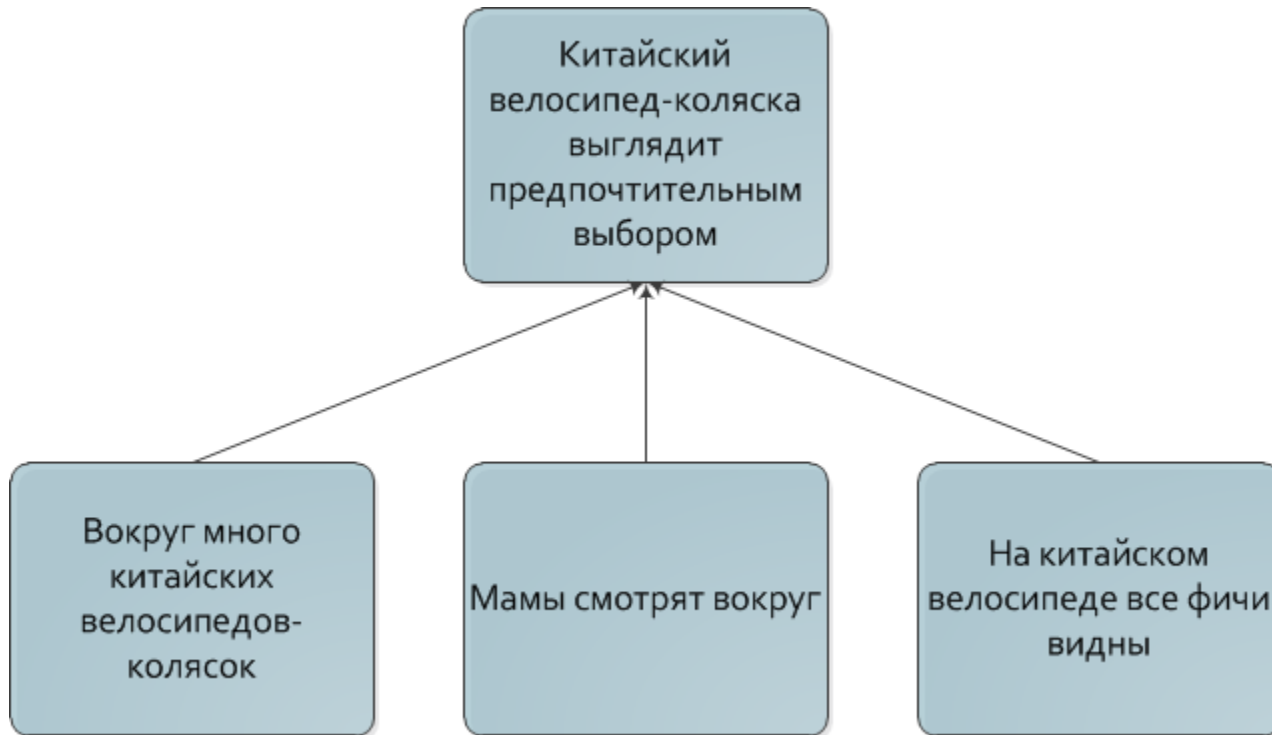 Китайский
велосипед-коляска
выглядит
предпочтительным
выбором
Вокруг много
китайских
велосипедов-
колясок
Мамы смотрят вокруг
На китайском
велосипеде все фичи
видны